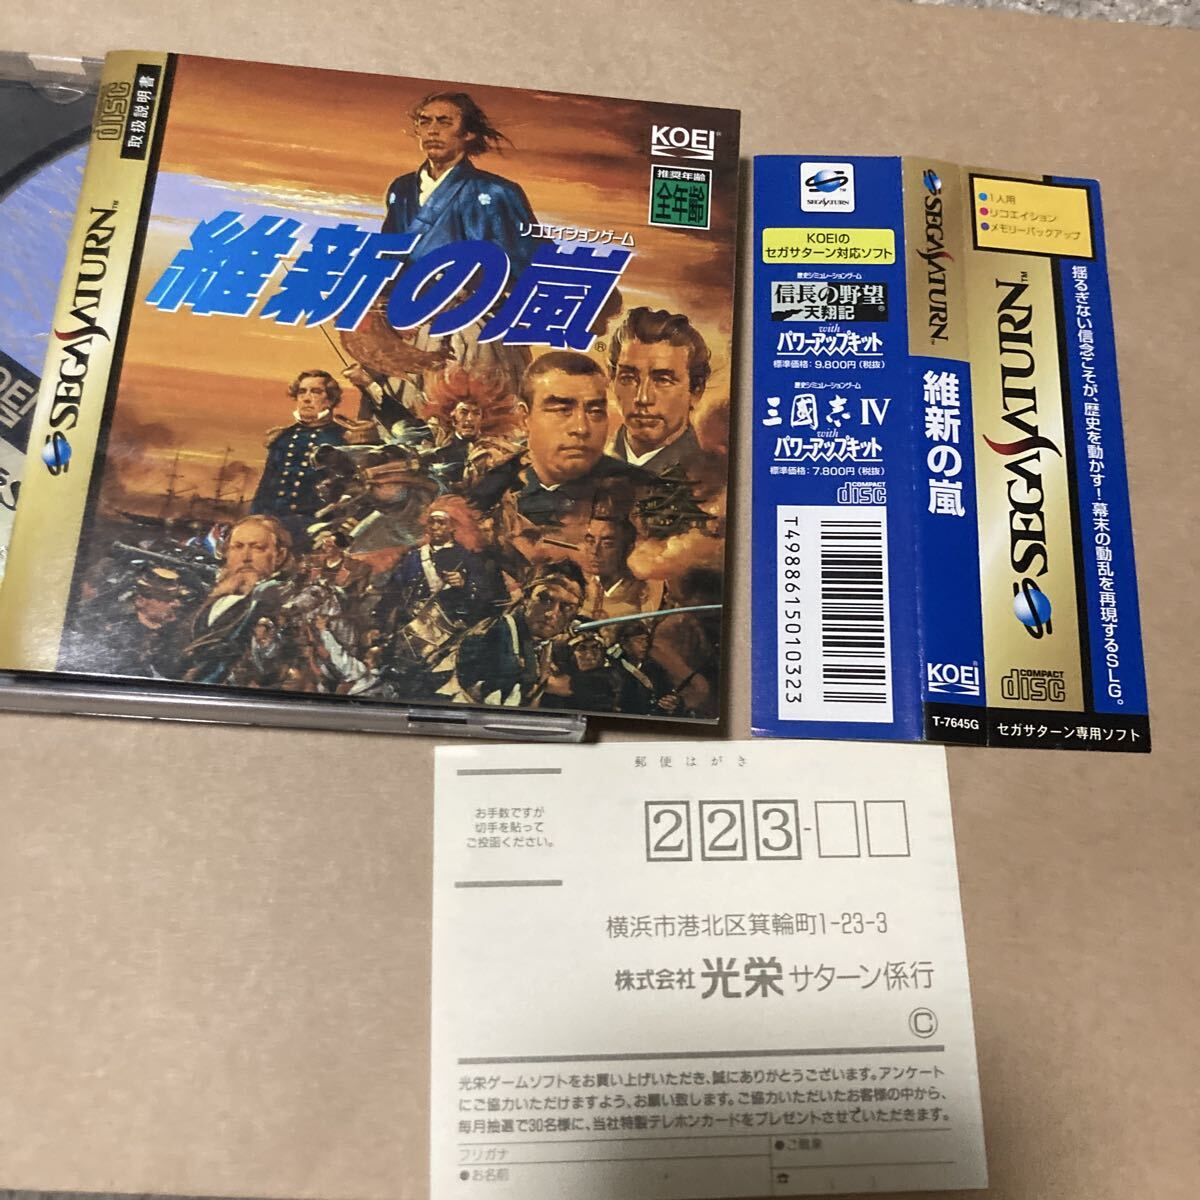 KOEI
disc
取扱説明書
SEGA SATURN™
KOEI®
推奨年齢
全年齢
リコエイションゲーム
維新の嵐®
SEGA SATURN™
KOEIの
セガサターン対応ソフト
歴史シミュレーションゲーム
信長の野望®
天翔記
with
パワーアップキット
標準価格：9.800円(税抜)
歴史シミュレーションゲーム
三國志IV
with
パワーアップキット
標準価格：7.800円(税抜)
COMPACT
disc
T4988615010323
SEGA SATURN™
維新の嵐
KOEI®
T-7645G
●1人用
●リコエイション
●メモリーバックアップ
SEGA SATURN™
COMPACT
disc
セガサターン専用ソフト
揺るぎない信念こそが、歴史を動かす！幕末の動乱を再現するSLG。
郵便はがき
お手数ですが
切手を貼って
ご投函ください。
223-
横浜市港北区箕輪町1-23-3
株式会社 光栄 サターン係行
Ⓒ
光栄ゲームソフトをお買い上げいただき、誠にありがとうございます。アンケート
にご協力いただけますよう、お願い致します。ご協力いただいたお客様の中から、
毎月抽選で30名様に、当社特製テレホンカードをプレゼントさせていただきます。
フリガナ
●お名前
●ご職業
☎